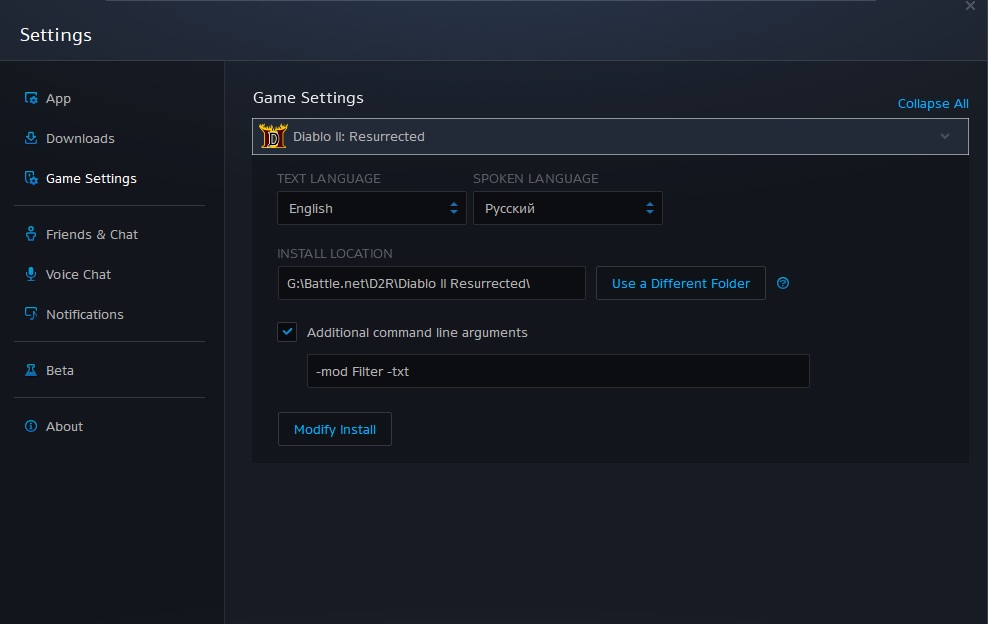 Settings
App
Downloads
Game Settings
Friends & Chat
Voice Chat
Notifications
Beta
About
Game Settings
Collapse All
Diablo II: Resurrected
TEXT LANGUAGE SPOKEN LANGUAGE
English Русский
INSTALL LOCATION
G:\Battle.net\D2R\Diablo II Resurrected\ Use a Different Folder
Additional command line arguments
-mod Filter -txt
Modify Install